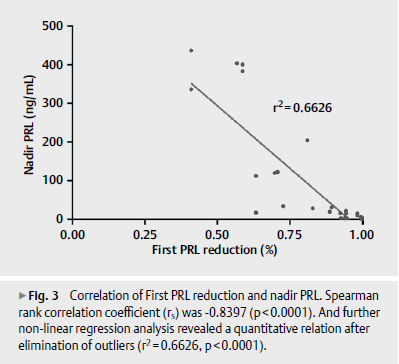 500
400
300
200
100
0
Nadir PRL (ng/mL)
r²=0.6626
0.00 0.25 0.50 0.75 1.00
First PRL reduction (%)
▶Fig. 3 Correlation of First PRL reduction and nadir PRL. Spearman
rank correlation coefficient (rₛ) was -0.8397 (p<0.0001). And further
non-linear regression analysis revealed a quantitative relation after
elimination of outliers (r²=0.6626, p<0.0001).